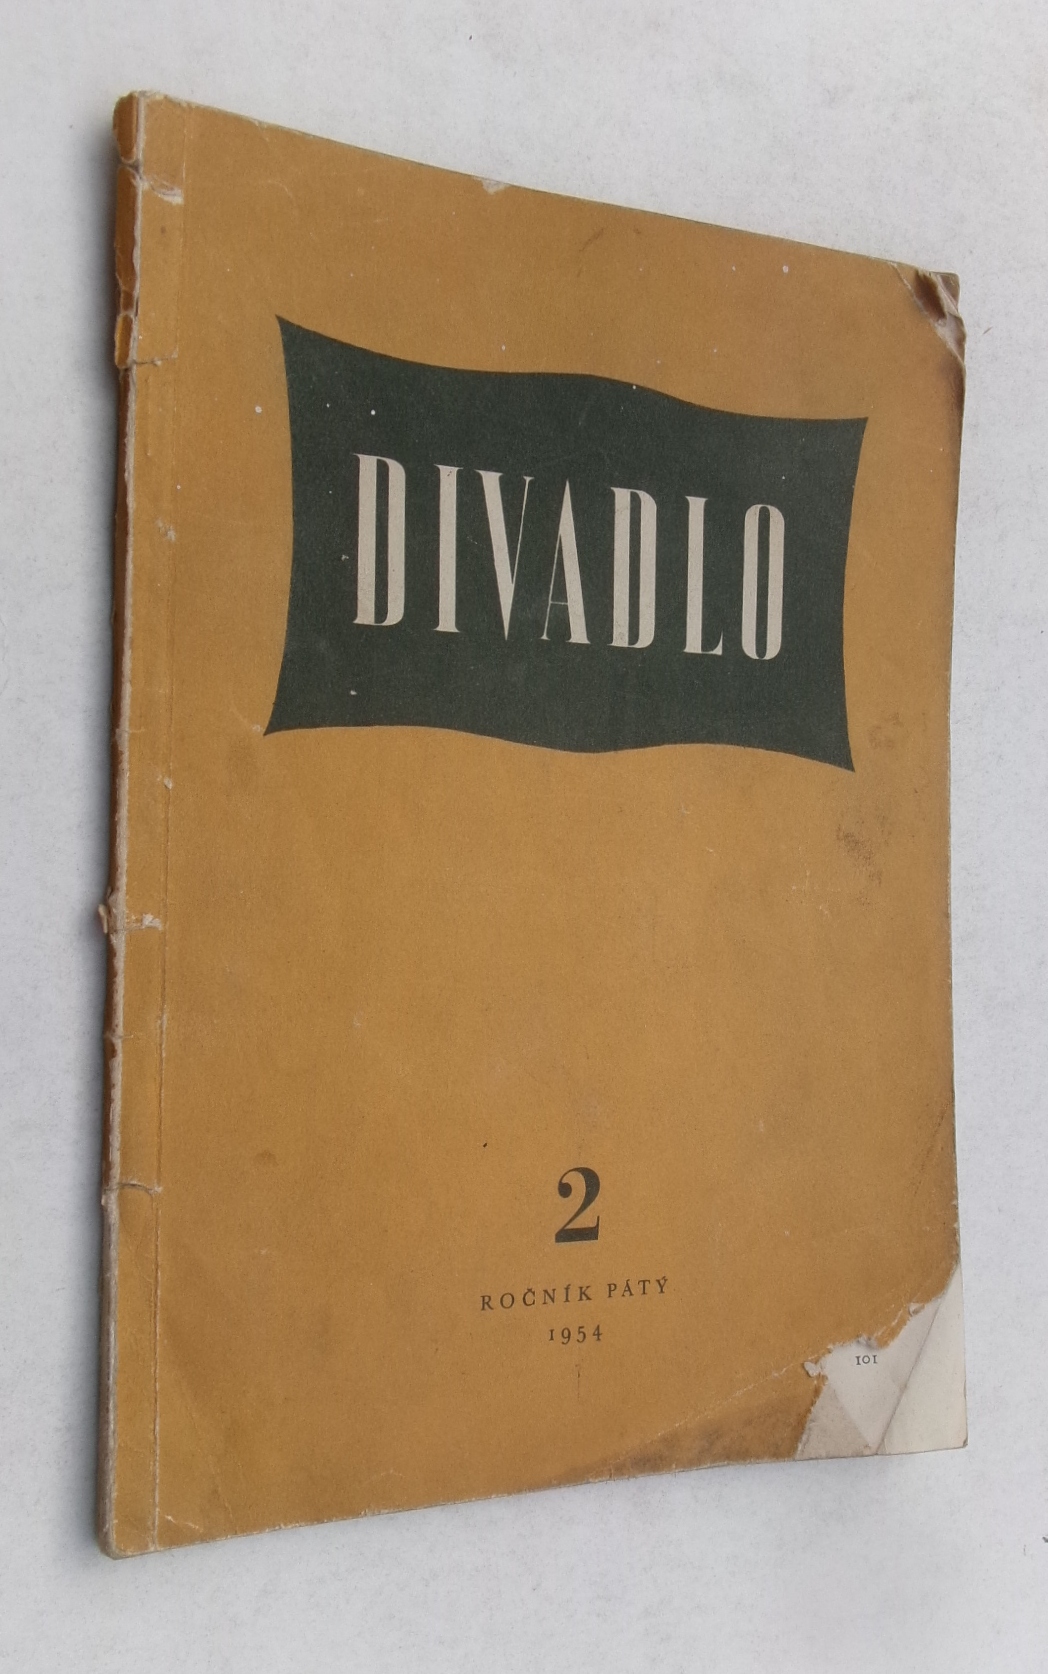 DIVADLO
2
ROČNÍK PÁTÝ
1954
101